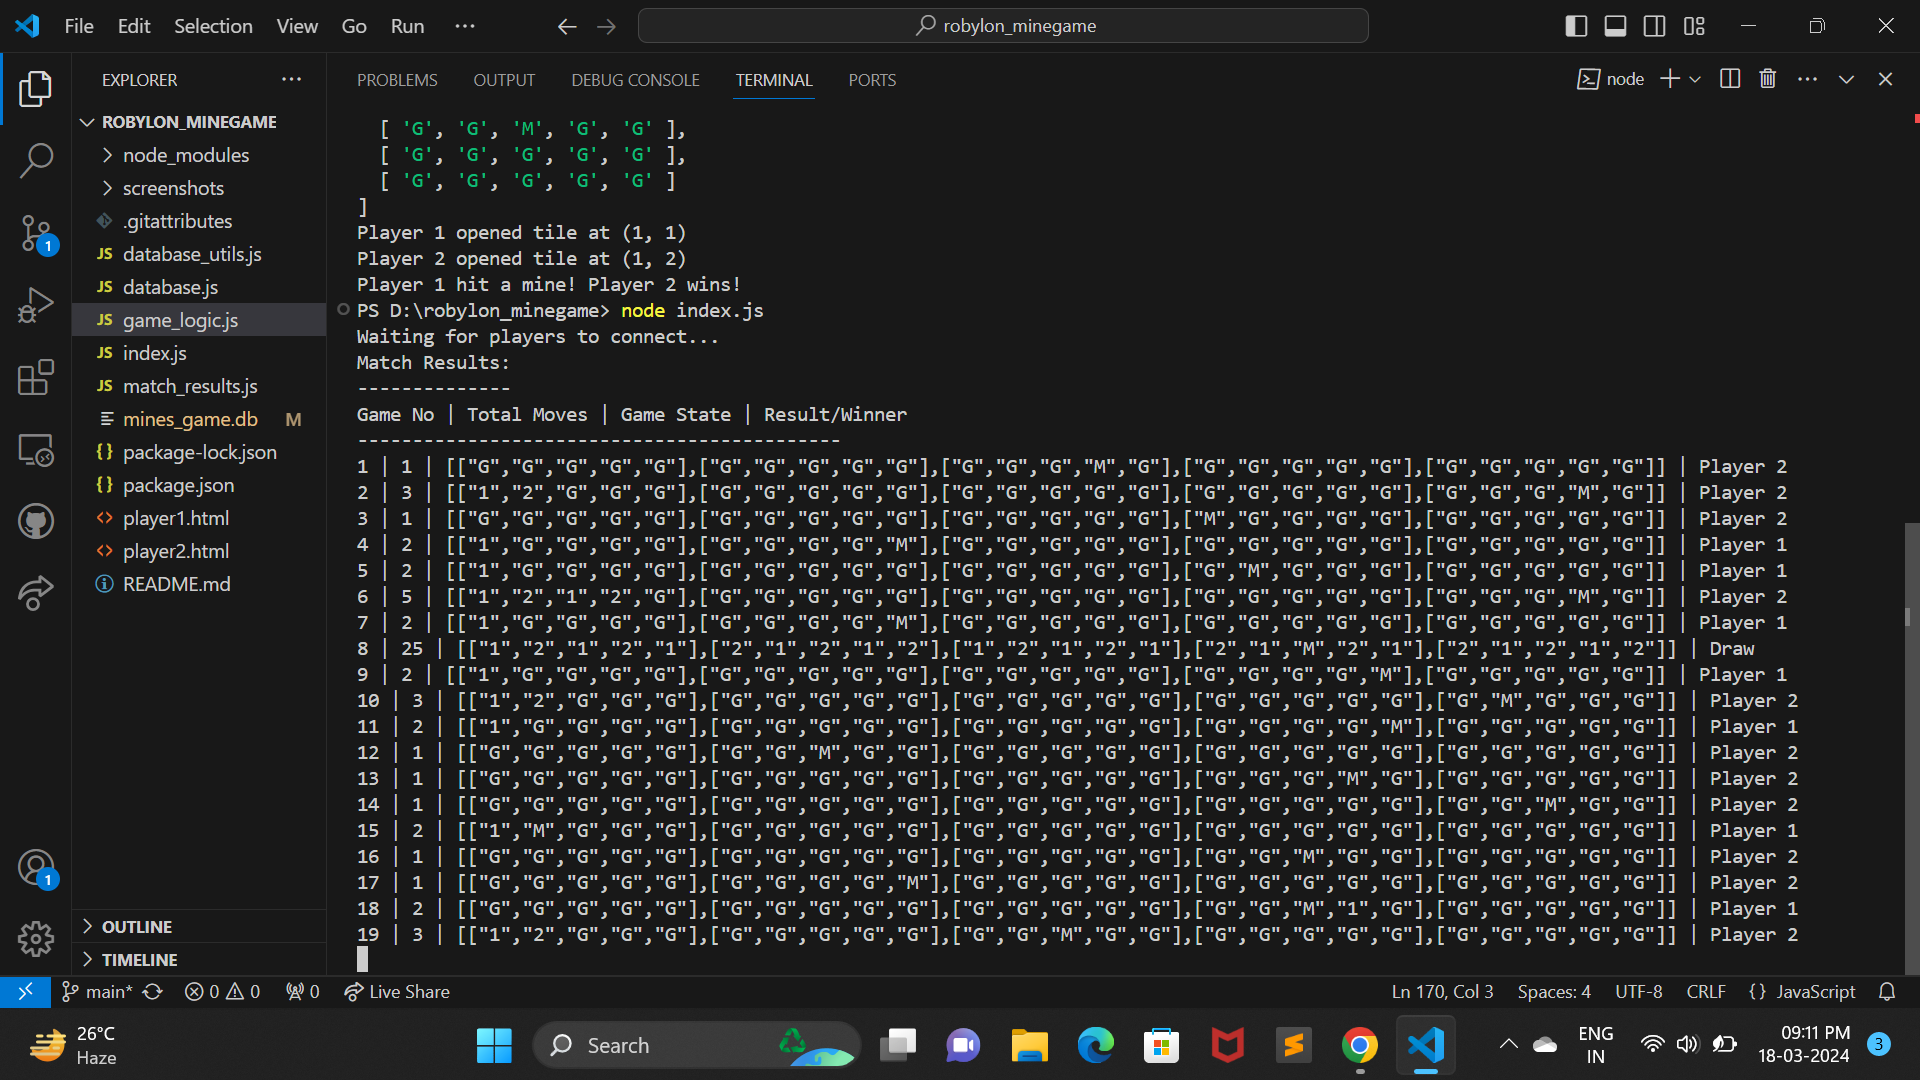 File Edit Selection View Go Run ··· robylon_minegame
EXPLORER
ROBYLON_MINEGAME
node_modules
screenshots
.gitattributes
JS database_utils.js
JS database.js
JS game_logic.js
JS index.js
JS match_results.js
mines_game.db M
{} package-lock.json
{} package.json
<> player1.html
<> player2.html
README.md
OUTLINE
TIMELINE
1
1
PROBLEMS OUTPUT DEBUG CONSOLE TERMINAL PORTS node
[ 'G', 'G', 'M', 'G', 'G' ],
[ 'G', 'G', 'G', 'G', 'G' ],
[ 'G', 'G', 'G', 'G', 'G' ]
]
Player 1 opened tile at (1, 1)
Player 2 opened tile at (1, 2)
Player 1 hit a mine! Player 2 wins!
PS D:\robylon_minegame> node index.js
Waiting for players to connect...
Match Results:
--------------
Game No | Total Moves | Game State | Result/Winner
--------------------------------------------
1 | 1 | [["G","G","G","G","G"],["G","G","G","G","G"],["G","G","G","M","G"],["G","G","G","G","G"],["G","G","G","G","G"]] | Player 2
2 | 3 | [["1","2","G","G","G"],["G","G","G","G","G"],["G","G","G","G","G"],["G","G","G","G","G"],["G","G","G","M","G"]] | Player 2
3 | 1 | [["G","G","G","G","G"],["G","G","G","G","G"],["G","G","G","G","G"],["M","G","G","G","G"],["G","G","G","G","G"]] | Player 2
4 | 2 | [["1","G","G","G","G"],["G","G","G","G","M"],["G","G","G","G","G"],["G","G","G","G","G"],["G","G","G","G","G"]] | Player 1
5 | 2 | [["1","G","G","G","G"],["G","G","G","G","G"],["G","G","G","G","G"],["G","M","G","G","G"],["G","G","G","G","G"]] | Player 1
6 | 5 | [["1","2","1","2","G"],["G","G","G","G","G"],["G","G","G","G","G"],["G","G","G","G","G"],["G","G","G","M","G"]] | Player 2
7 | 2 | [["1","G","G","G","G"],["G","G","G","G","M"],["G","G","G","G","G"],["G","G","G","G","G"],["G","G","G","G","G"]] | Player 1
8 | 25 | [["1","2","1","2","1"],["2","1","2","1","2"],["1","2","1","2","1"],["2","1","M","2","1"],["2","1","2","1","2"]] | Draw
9 | 2 | [["1","G","G","G","G"],["G","G","G","G","G"],["G","G","G","G","G"],["G","G","G","G","M"],["G","G","G","G","G"]] | Player 1
10 | 3 | [["1","2","G","G","G"],["G","G","G","G","G"],["G","G","G","G","G"],["G","G","G","G","G"],["G","M","G","G","G"]] | Player 2
11 | 2 | [["1","G","G","G","G"],["G","G","G","G","G"],["G","G","G","G","G"],["G","G","G","G","M"],["G","G","G","G","G"]] | Player 1
12 | 1 | [["G","G","G","G","G"],["G","G","M","G","G"],["G","G","G","G","G"],["G","G","G","G","G"],["G","G","G","G","G"]] | Player 2
13 | 1 | [["G","G","G","G","G"],["G","G","G","G","G"],["G","G","G","G","G"],["G","G","G","M","G"],["G","G","G","G","G"]] | Player 2
14 | 1 | [["G","G","G","G","G"],["G","G","G","G","G"],["G","G","G","G","G"],["G","G","G","G","G"],["G","G","M","G","G"]] | Player 2
15 | 2 | [["1","M","G","G","G"],["G","G","G","G","G"],["G","G","G","G","G"],["G","G","G","G","G"],["G","G","G","G","G"]] | Player 1
16 | 1 | [["G","G","G","G","G"],["G","G","G","G","G"],["G","G","G","G","G"],["G","G","M","G","G"],["G","G","G","G","G"]] | Player 2
17 | 1 | [["G","G","G","G","G"],["G","G","G","G","M"],["G","G","G","G","G"],["G","G","G","G","G"],["G","G","G","G","G"]] | Player 2
18 | 2 | [["G","G","G","G","G"],["G","G","G","G","G"],["G","G","G","G","G"],["G","G","M","1","G"],["G","G","G","G","G"]] | Player 1
19 | 3 | [["1","2","G","G","G"],["G","G","G","G","G"],["G","G","M","G","G"],["G","G","G","G","G"],["G","G","G","G","G"]] | Player 2
main* 0 0 0 Live Share Ln 170, Col 3 Spaces: 4 UTF-8 CRLF {} JavaScript
26°C
Haze
Search
ENG
IN
09:11 PM
18-03-2024
3